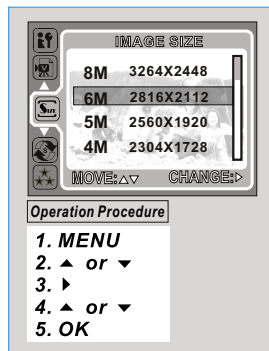 IMAGE SIZE
8M 3264X2448
6M 2816X2112
5M 2560X1920
4M 2304X1728
MOVE:△▽ CHANGE:▷
Operation Procedure
1. MENU
2. ▲ or ▼
3. ▶
4. ▲ or ▼
5. OK